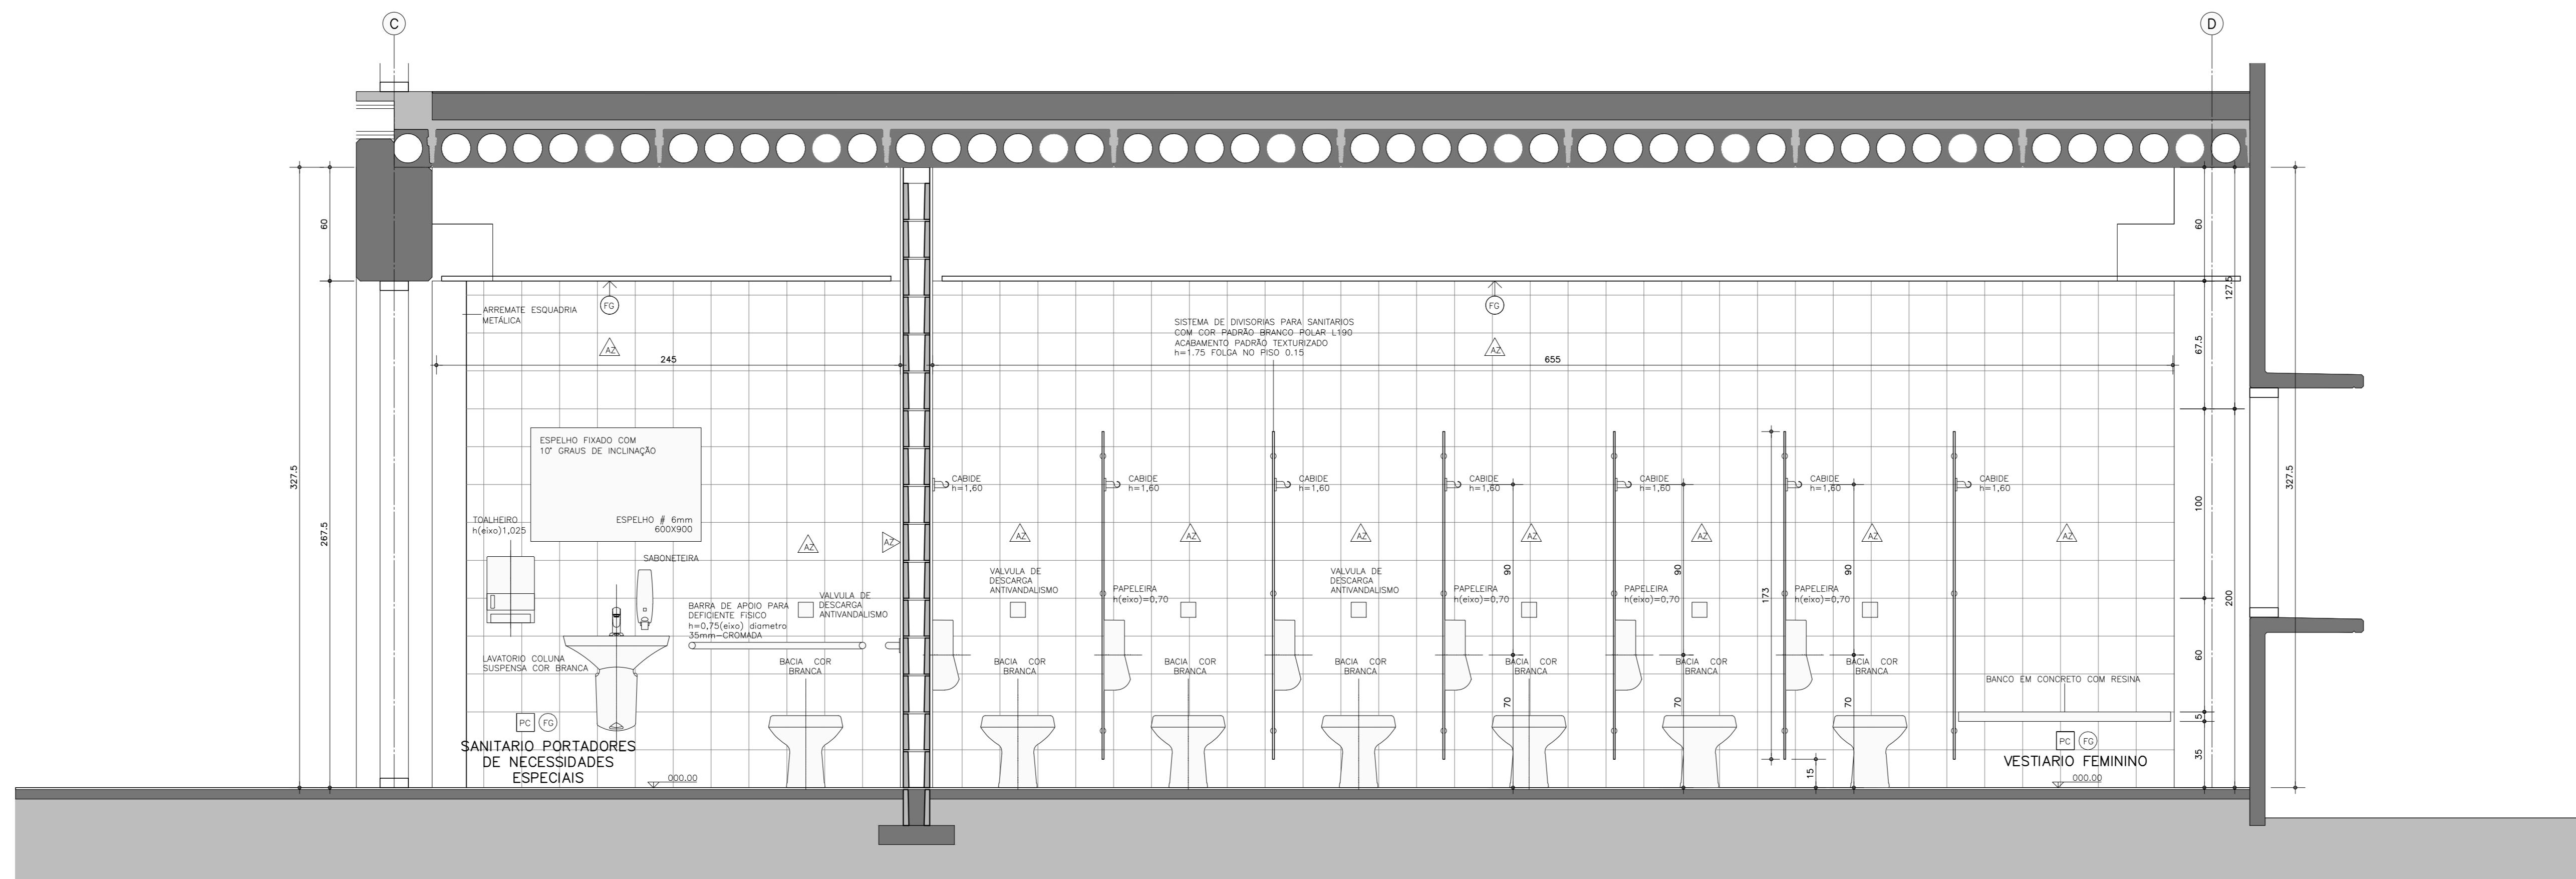 C
D
60
327.5
267.5
ARREMATE ESQUADRIA
METÁLICA
FG
AZ
245
ESPELHO FIXADO COM
10° GRAUS DE INCLINAÇÃO
ESPELHO # 6mm
600X900
TOALHEIRO
h(eixo)1,025
SABONETEIRA
BARRA DE APOIO PARA
DEFICIENTE FíSICO
h=0,75(eixo) diametro
35mm-CROMADA
AZ
VALVULA DE
DESCARGA
ANTIVANDALISMO
AZ
LAVATORIO COLUNA
SUSPENSA COR BRANCA
BACIA COR
BRANCA
PC
FG
SANITARIO PORTADORES
DE NECESSIDADES
ESPECIAIS
000.00
SISTEMA DE DIVISORIAS PARA SANITARIOS
COM COR PADRÃO BRANCO POLAR L190
ACABAMENTO PADRÃO TEXTURIZADO
h=1.75 FOLGA NO PISO 0.15
FG
AZ
655
CABIDE
h=1,60
CABIDE
h=1,60
CABIDE
h=1,60
CABIDE
h=1,60
CABIDE
h=1,60
CABIDE
h=1,60
CABIDE
h=1,60
AZ
AZ
AZ
AZ
AZ
AZ
AZ
VALVULA DE
DESCARGA
ANTIVANDALISMO
PAPELEIRA
h(eixo)=0,70
VALVULA DE
DESCARGA
ANTIVANDALISMO
PAPELEIRA
h(eixo)=0,70
PAPELEIRA
h(eixo)=0,70
PAPELEIRA
h(eixo)=0,70
90
90
173
90
BACIA COR
BRANCA
BACIA COR
BRANCA
BACIA COR
BRANCA
BACIA COR
BRANCA
BACIA COR
BRANCA
BACIA COR
BRANCA
70
70
70
15
BANCO EM CONCRETO COM RESINA
PC
FG
VESTIARIO FEMININO
000.00
60
127.5
67.5
100
327.5
200
60
5
35